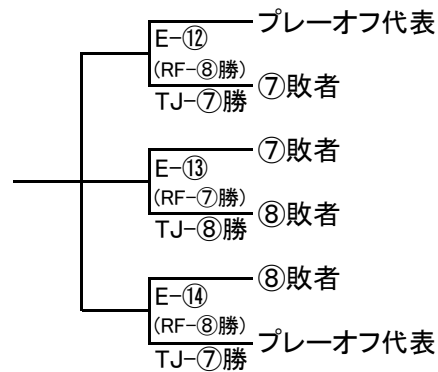 プレーオフ代表
E-⑫
(RF-⑧勝)
⑦敗者
TJ-⑦勝
⑦敗者
E-⑬
(RF-⑦勝)
⑧敗者
TJ-⑧勝
⑧敗者
E-⑭
(RF-⑧勝)
プレーオフ代表
TJ-⑦勝